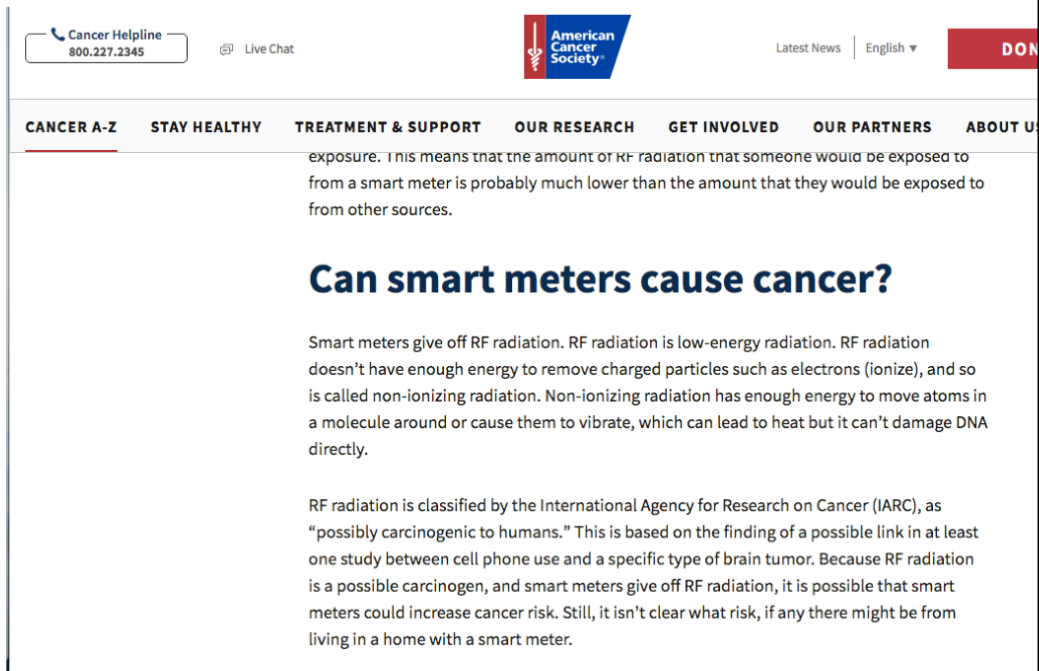 Cancer Helpline
800.227.2345
Live Chat
American
Cancer
Society
Latest News
English ▼
DON
CANCER A-Z
STAY HEALTHY
TREATMENT & SUPPORT
OUR RESEARCH
GET INVOLVED
OUR PARTNERS
ABOUT US
exposure. This means that the amount of RF radiation that someone would be exposed to
from a smart meter is probably much lower than the amount that they would be exposed to
from other sources.
Can smart meters cause cancer?
Smart meters give off RF radiation. RF radiation is low-energy radiation. RF radiation
doesn’t have enough energy to remove charged particles such as electrons (ionize), and so
is called non-ionizing radiation. Non-ionizing radiation has enough energy to move atoms in
a molecule around or cause them to vibrate, which can lead to heat but it can’t damage DNA
directly.
RF radiation is classified by the International Agency for Research on Cancer (IARC), as
“possibly carcinogenic to humans.” This is based on the finding of a possible link in at least
one study between cell phone use and a specific type of brain tumor. Because RF radiation
is a possible carcinogen, and smart meters give off RF radiation, it is possible that smart
meters could increase cancer risk. Still, it isn’t clear what risk, if any there might be from
living in a home with a smart meter.